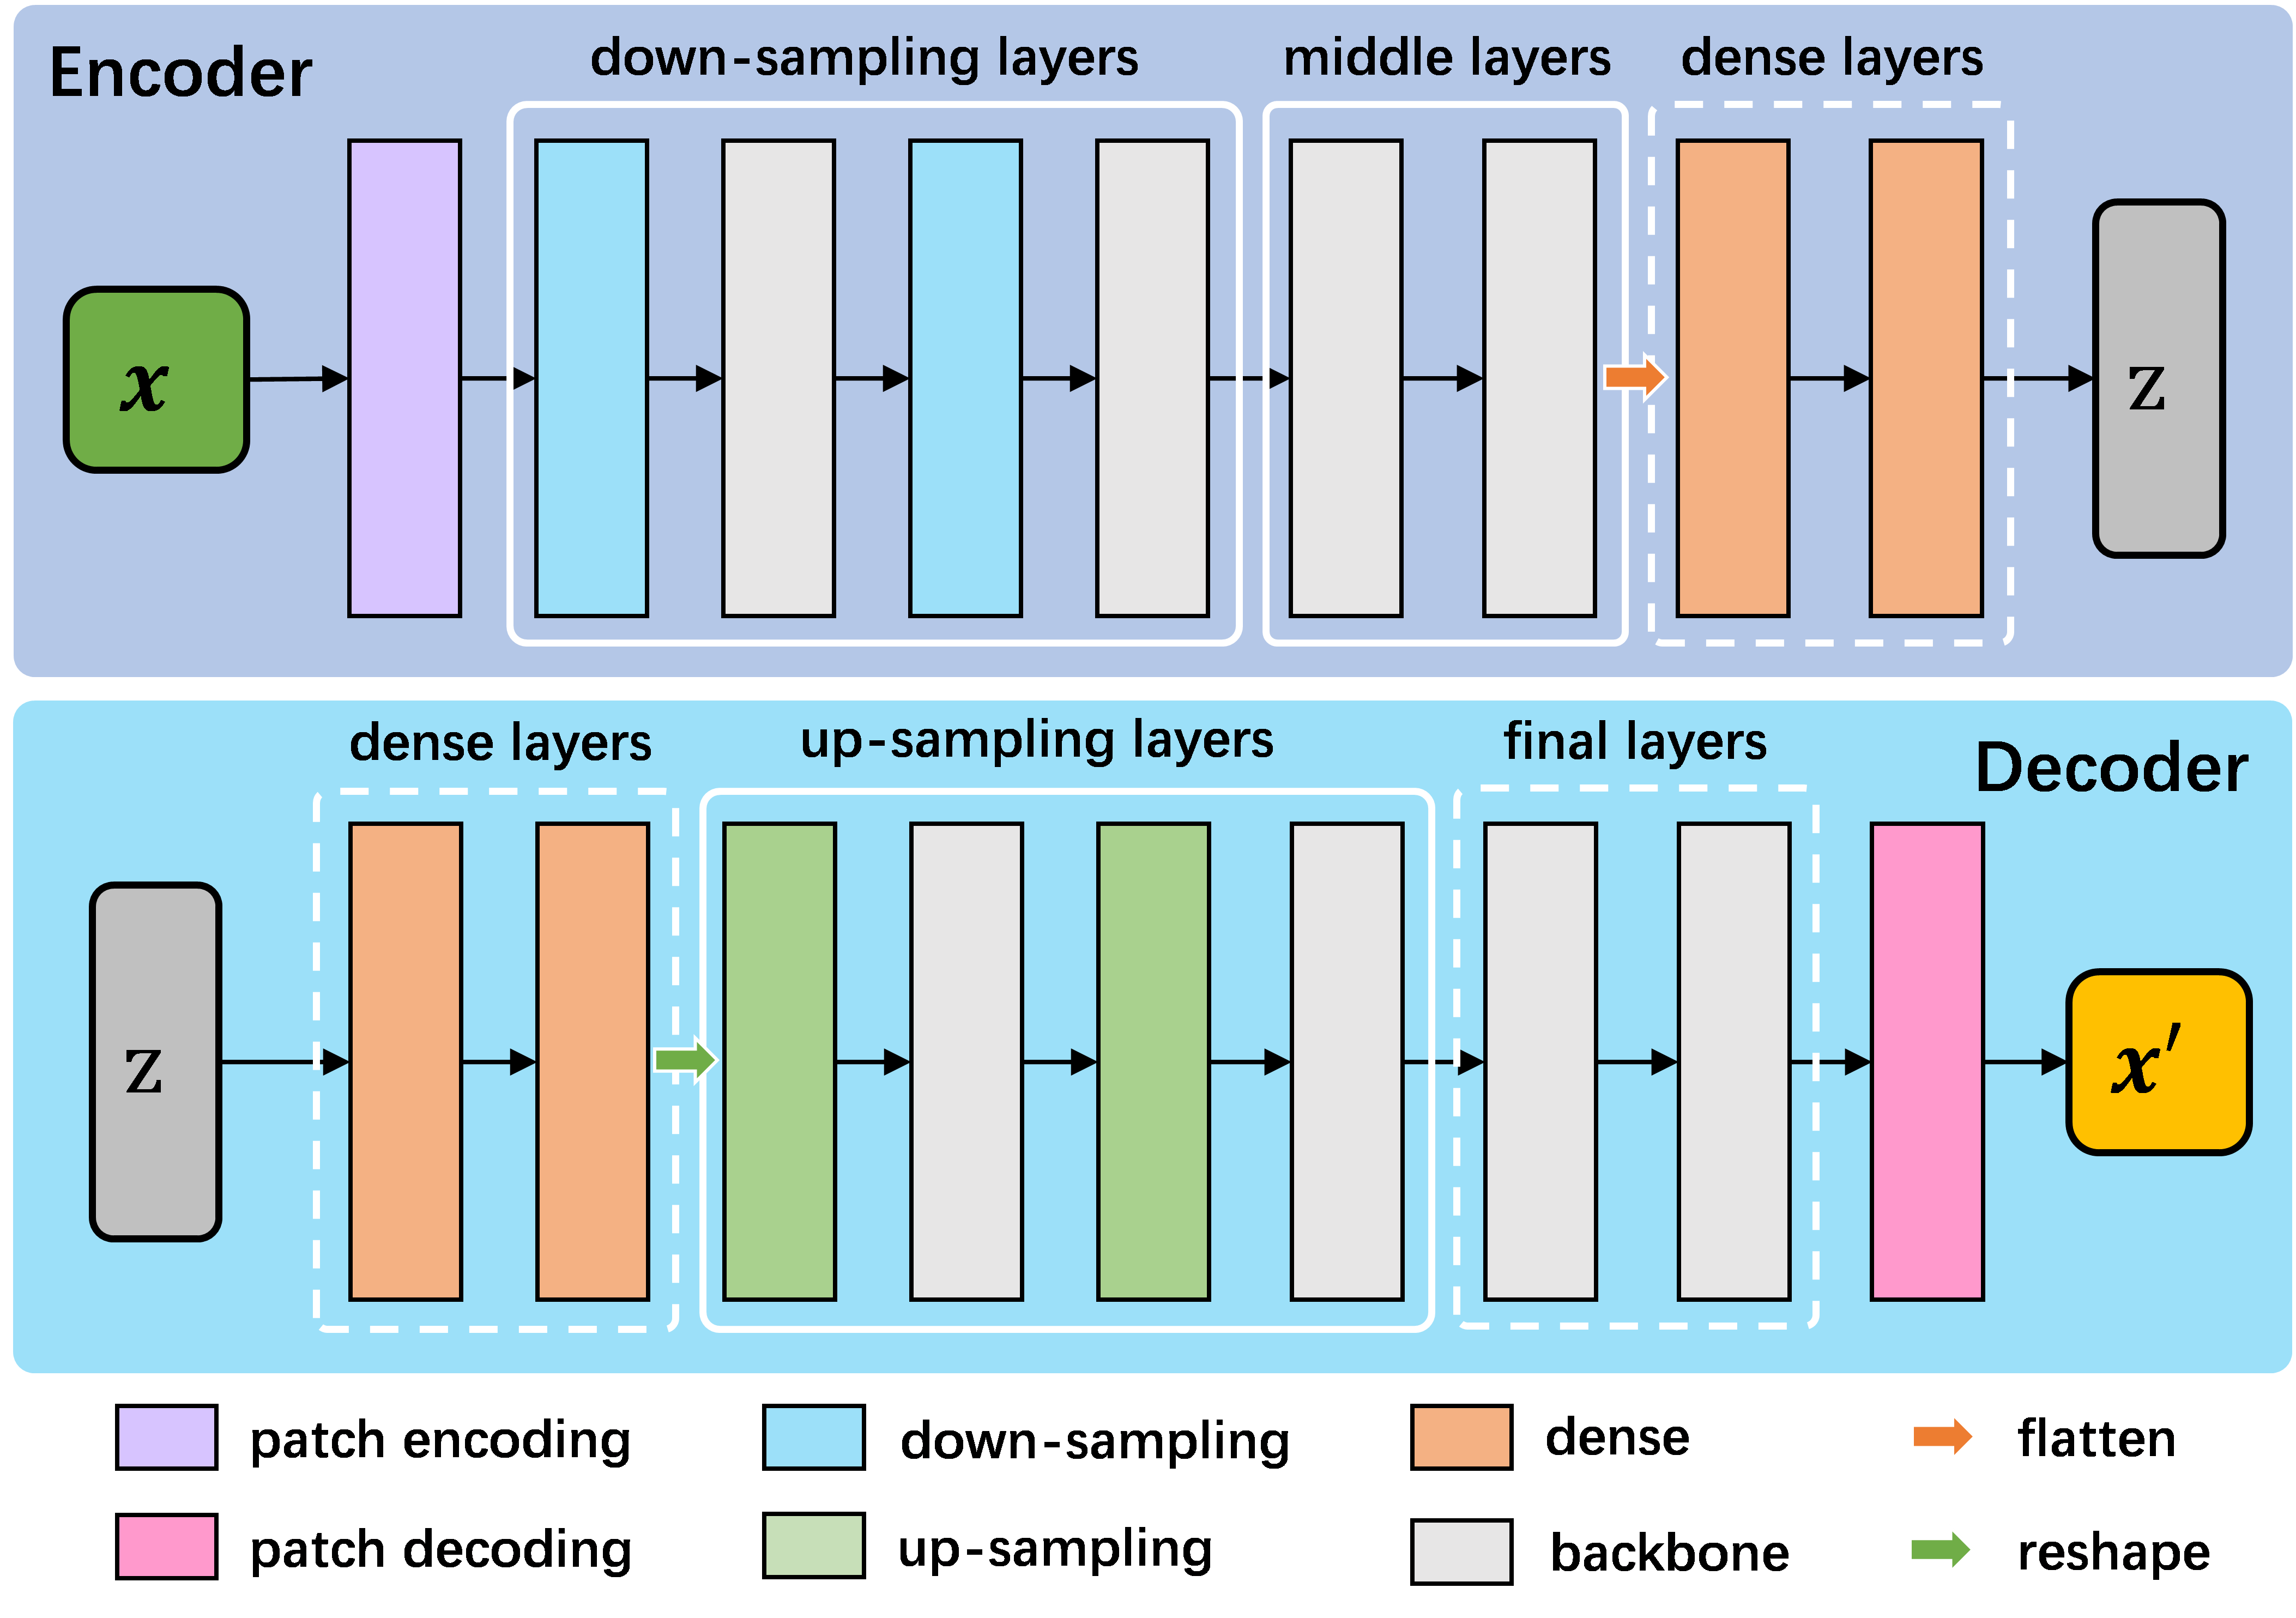 Encoder
down-sampling layers
middle layers
dense layers
x
z
dense layers
up-sampling layers
final layers
Decoder
z
x′
patch encoding
down-sampling
dense
flatten
patch decoding
up-sampling
backbone
reshape